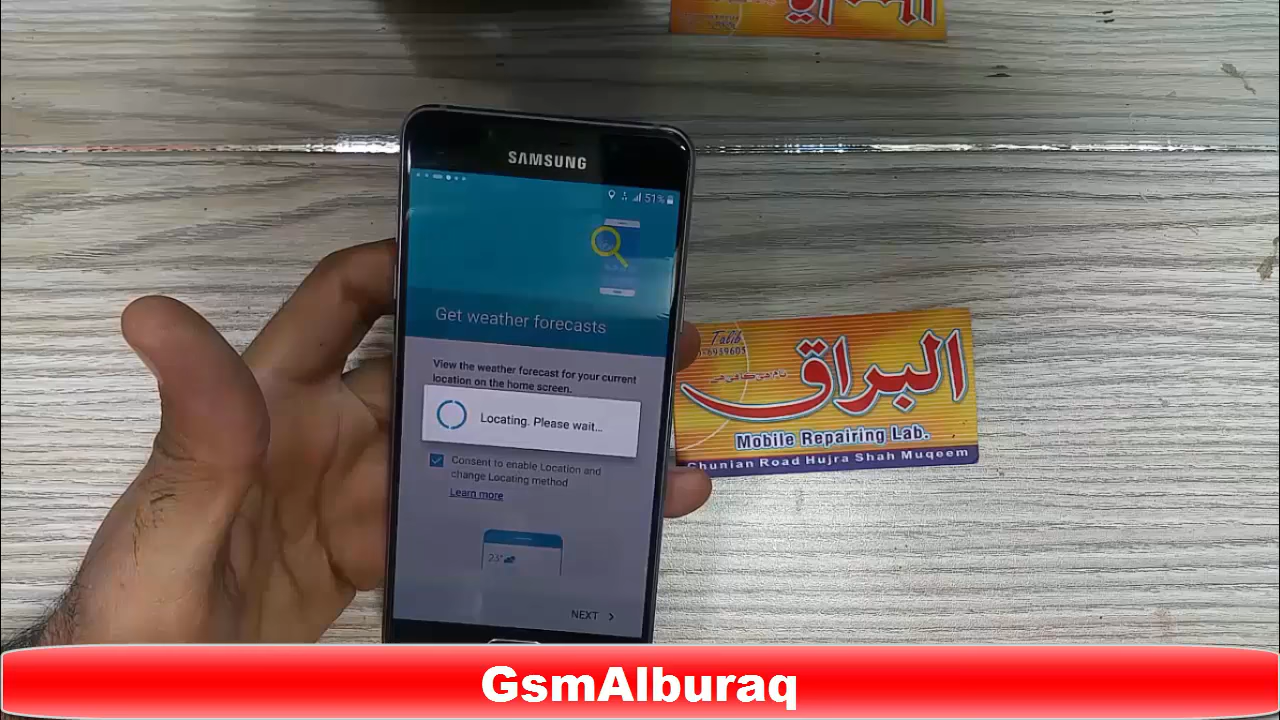 SAMSUNG
51%
Get weather forecasts
View the weather forecast for your current
location on the home screen.
Locating. Please wait...
Consent to enable Location and
change Locating method
Learn more
23°
NEXT >
Talib
البراق
Mobile Repairing Lab.
Chunian Road Hujra Shah Muqeem
GsmAlburaq